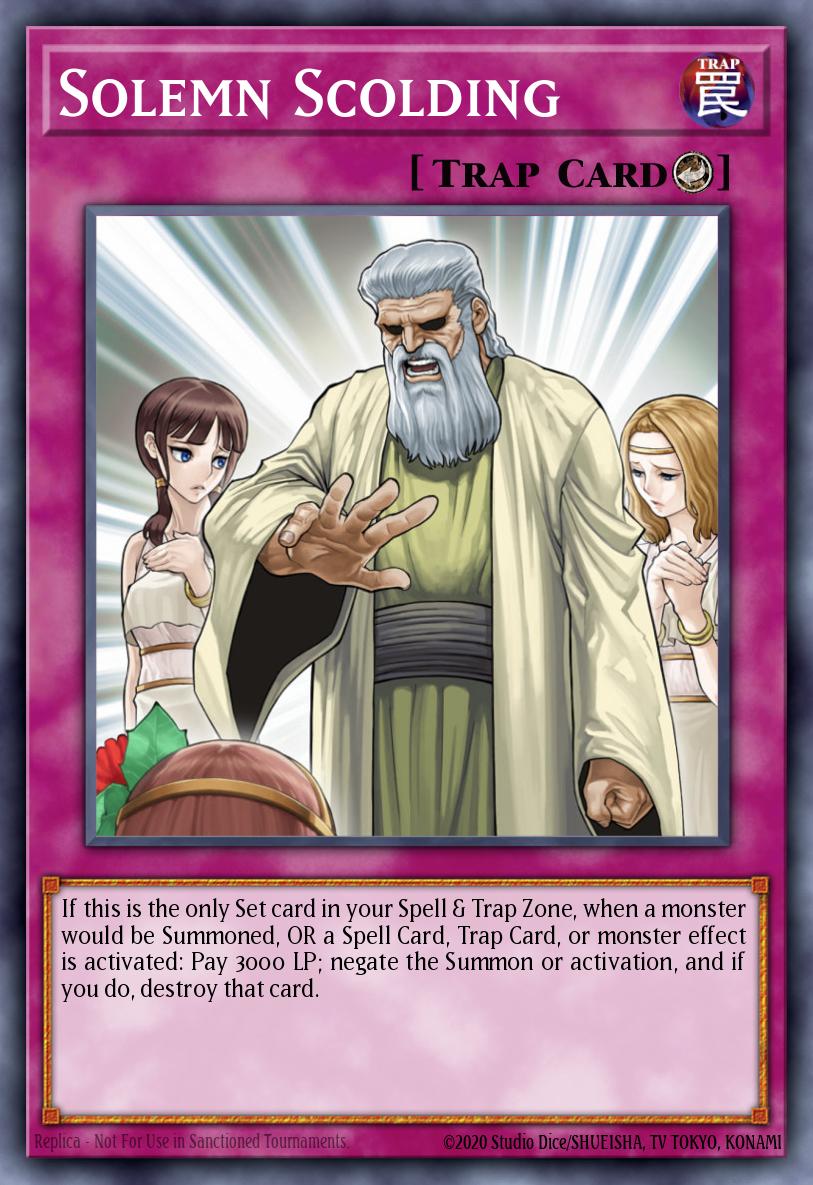 Solemn Scolding
TRAP
罠
[ Trap Card ]
If this is the only Set card in your Spell & Trap Zone, when a monster
would be Summoned, OR a Spell Card, Trap Card, or monster effect
is activated: Pay 3000 LP; negate the Summon or activation, and if
you do, destroy that card.
Replica - Not For Use in Sanctioned Tournaments.
©2020 Studio Dice/SHUEISHA, TV TOKYO, KONAMI